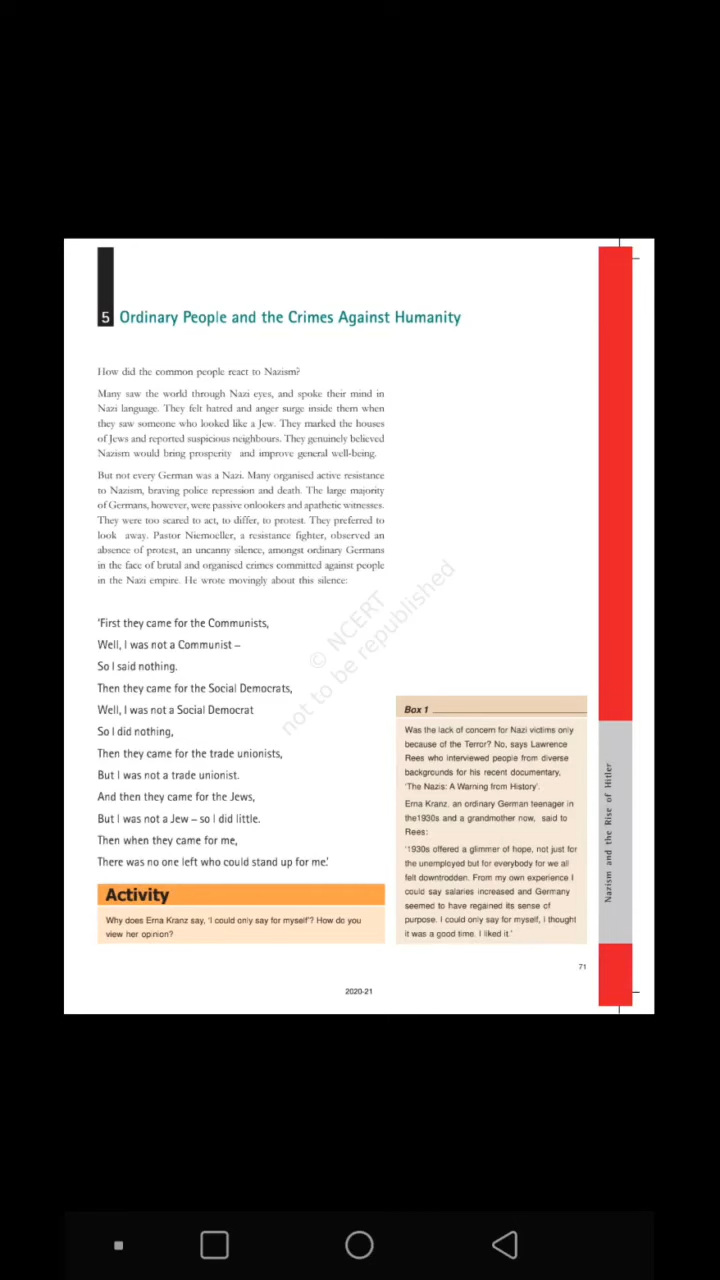 5 Ordinary People and the Crimes Against Humanity
How did the common people react to Nazism?
Many saw the world through Nazi eyes, and spoke their mind in
Nazi language. They felt hatred and anger surge inside them when
they saw someone who looked like a Jew. They marked the houses
of Jews and reported suspicious neighbours. They genuinely believed
Nazism would bring prosperity and improve general well-being.
But not every German was a Nazi. Many organised active resistance
to Nazism, braving police repression and death. The large majority
of Germans, however, were passive onlookers and apathetic witnesses.
They were too scared to act, to differ, to protest. They preferred to
look away. Pastor Niemoeller, a resistance fighter, observed an
absence of protest, an uncanny silence, amongst ordinary Germans
in the face of brutal and organised crimes committed against people
in the Nazi empire. He wrote movingly about this silence:
'First they came for the Communists,
Well, I was not a Communist –
So I said nothing.
Then they came for the Social Democrats,
Well, I was not a Social Democrat
So I did nothing,
Then they came for the trade unionists,
But I was not a trade unionist.
And then they came for the Jews,
But I was not a Jew – so I did little.
Then when they came for me,
There was no one left who could stand up for me.'
Activity
Why does Erna Kranz say, 'I could only say for myself'? How do you
view her opinion?
Box 1
Was the lack of concern for Nazi victims only
because of the Terror? No, says Lawrence
Rees who interviewed people from diverse
backgrounds for his recent documentary,
'The Nazis: A Warning from History'.
Erna Kranz, an ordinary German teenager in
the1930s and a grandmother now, said to
Rees:
'1930s offered a glimmer of hope, not just for
the unemployed but for everybody for we all
felt downtrodden. From my own experience I
could say salaries increased and Germany
seemed to have regained its sense of
purpose. I could only say for myself, I thought
it was a good time. I liked it.'
Nazism and the Rise of Hitler
71
2020-21
© NCERT
not to be republished